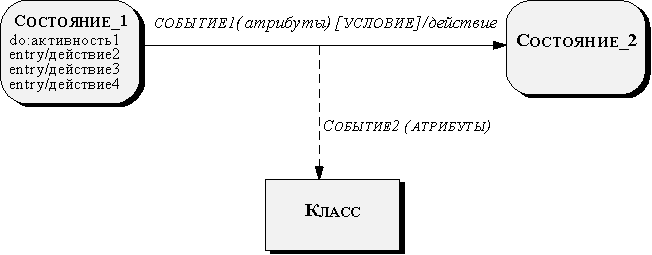 СОСТОЯНИЕ_1
do:активность1
entry/действие2
entry/действие3
entry/действие4
СОБЫТИЕ1( атрибуты) [УСЛОВИЕ]/действие
СОСТОЯНИЕ_2
СОБЫТИЕ2 (АТРИБУТЫ)
КЛАСС